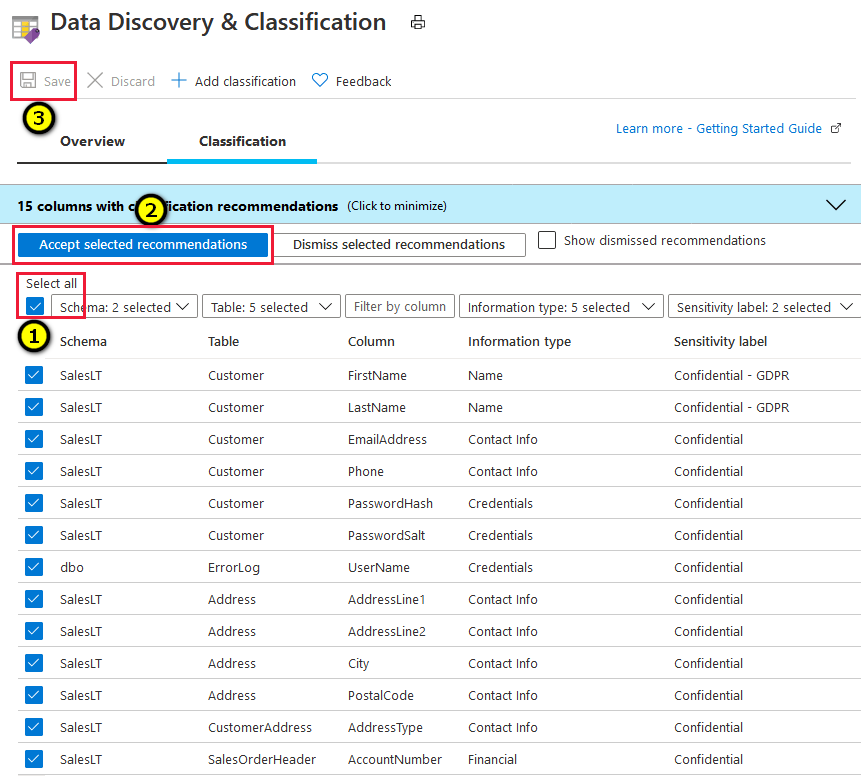 Data Discovery & Classification
Save Discard Add classification Feedback
3
Learn more - Getting Started Guide
Overview Classification
15 columns with classification recommendations (Click to minimize)
2
Accept selected recommendations Dismiss selected recommendations Show dismissed recommendations
Select all
Schema: 2 selected Table: 5 selected Filter by column Information type: 5 selected Sensitivity label: 2 selected
1
Schema Table Column Information type Sensitivity label
SalesLT Customer FirstName Name Confidential - GDPR
SalesLT Customer LastName Name Confidential - GDPR
SalesLT Customer EmailAddress Contact Info Confidential
SalesLT Customer Phone Contact Info Confidential
SalesLT Customer PasswordHash Credentials Confidential
SalesLT Customer PasswordSalt Credentials Confidential
dbo ErrorLog UserName Credentials Confidential
SalesLT Address AddressLine1 Contact Info Confidential
SalesLT Address AddressLine2 Contact Info Confidential
SalesLT Address City Contact Info Confidential
SalesLT Address PostalCode Contact Info Confidential
SalesLT CustomerAddress AddressType Contact Info Confidential
SalesLT SalesOrderHeader AccountNumber Financial Confidential